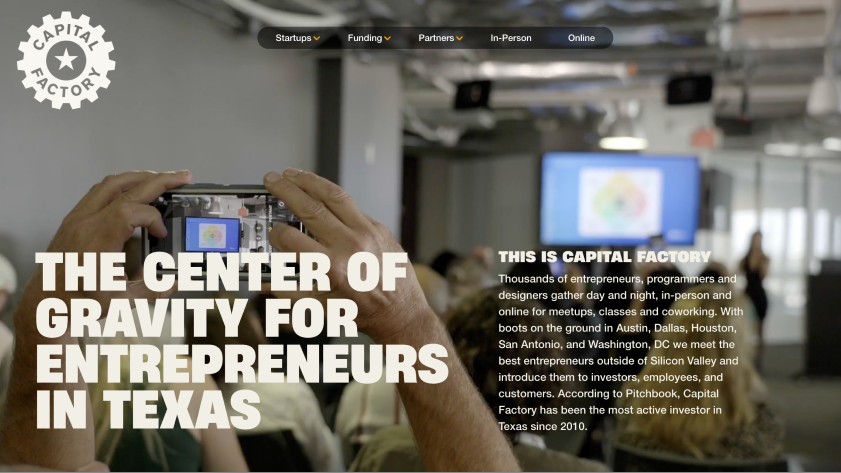 CAPITAL
FACTORY
Startups
Funding
Partners
In-Person
Online
THE CENTER OF
GRAVITY FOR
ENTREPRENEURS
IN TEXAS
THIS IS CAPITAL FACTORY
Thousands of entrepreneurs, programmers and
designers gather day and night, in-person and
online for meetups, classes and coworking. With
boots on the ground in Austin, Dallas, Houston,
San Antonio, and Washington, DC we meet the
best entrepreneurs outside of Silicon Valley and
introduce them to investors, employees, and
customers. According to Pitchbook, Capital
Factory has been the most active investor in
Texas since 2010.